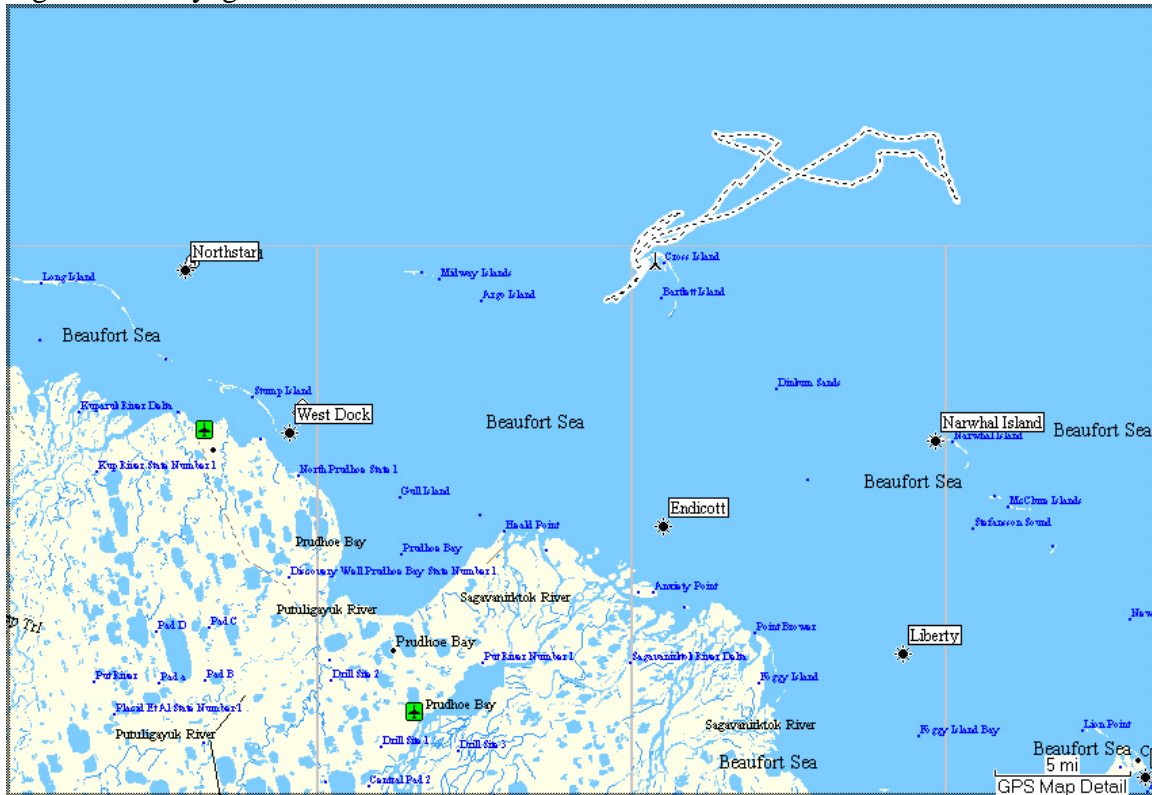 Northstar
Long Island
Midway Islands
Argo Island
Cross Island
Bartlett Island
Beaufort Sea
Stump Island
Dinkum Sands
Kuparuk River Delta
West Dock
Beaufort Sea
Narwhal Island
Narwhal Island
Beaufort Sea
Kup River State Number 1
North Prudhoe State 1
Beaufort Sea
Gull Island
McClure Islands
Endicott
Stefansson Sound
Heald Point
Prudhoe Bay
Prudhoe Bay
Discovery Well Prudhoe Bay State Number 1
Putuligayuk River
Sagavanirktok River
Anxiety Point
Trl
Pad D
Pad C
Prudhoe Bay
Point Brower
Liberty
Put River
Pad A
Pad B
Drill Site 2
Put River Number 1
Sagavanirktok River Delta
Foggy Island
Placid Et Al State Number 1
Prudhoe Bay
Putuligayuk River
Sagavanirktok River
Foggy Island Bay
Lion Point
Drill Site 1
Drill Site 3
Beaufort Sea
Beaufort Sea
5 mi
Central Pad 2
GPS Map Detail